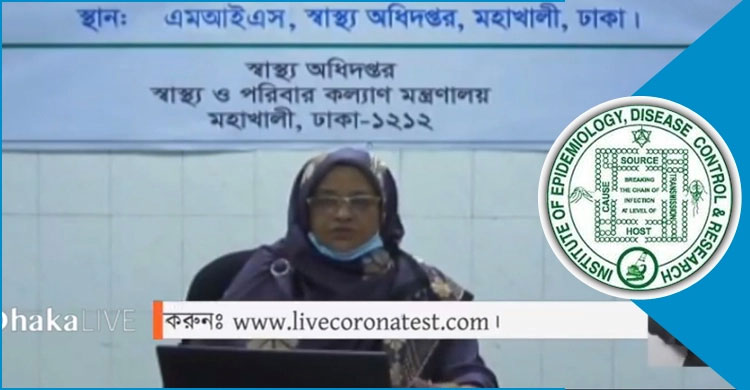 স্থান: এমআইএস, স্বাস্থ্য অধিদপ্তর, মহাখালী, ঢাকা।
স্বাস্থ্য অধিদপ্তর
স্বাস্থ্য ও পরিবার কল্যাণ মন্ত্রণালয়
মহাখালী, ঢাকা-১২১২
INSTITUTE OF EPIDEMIOLOGY, DISEASE CONTROL & RESEARCH
SOURCE
CAUSE
BREAKING
THE CHAIN OF
INFECTION
AT LEVEL OF
TRANSMISSION
HOST
DhakaLIVE
করুনঃ www.livecoronatest.com।